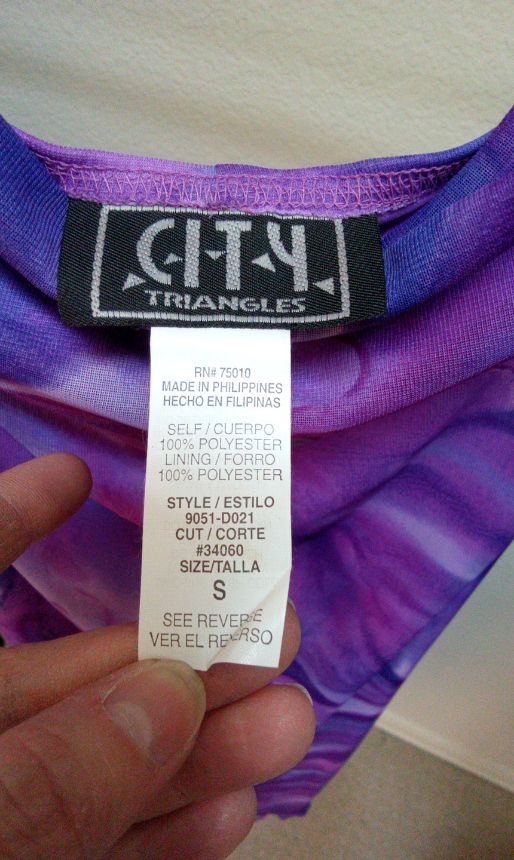 CITY
TRIANGLES
RN# 75010
MADE IN PHILIPPINES
HECHO EN FILIPINAS
SELF / CUERPO
100% POLYESTER
LINING / FORRO
100% POLYESTER
STYLE / ESTILO
9051-D021
CUT / CORTE
#34060
SIZE/TALLA
S
SEE REVERSE
VER EL REVERSO